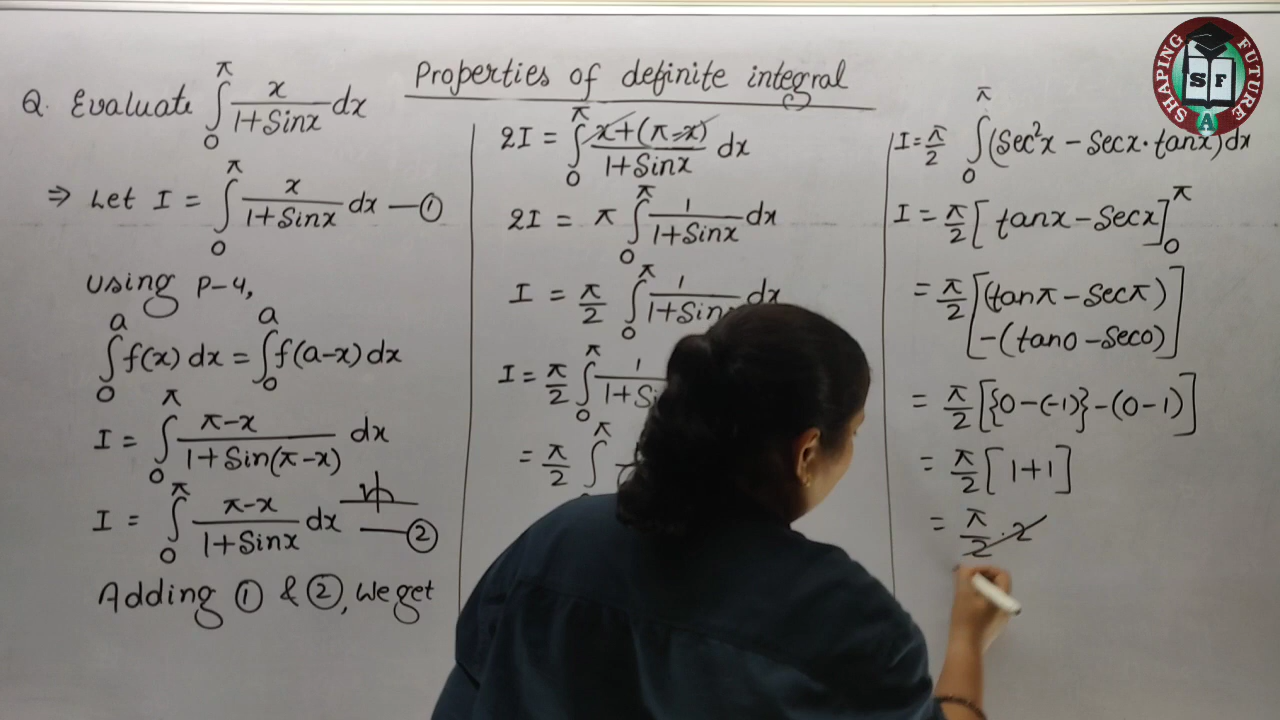 Properties of definite integral
Q. Evaluate ∫₀^π x/(1+Sinx) dx
⇒ Let I = ∫₀^π x/(1+Sinx) dx —①
using P-4,
∫₀^a f(x) dx = ∫₀^a f(a-x) dx
I = ∫₀^π (π-x)/(1+Sin(π-x)) dx
I = ∫₀^π (π-x)/(1+Sinx) dx —②
Adding ① & ②, we get
2I = ∫₀^π (x+(π-x))/(1+Sinx) dx
2I = π ∫₀^π 1/(1+Sinx) dx
I = π/2 ∫₀^π 1/(1+Sin dx
I = π/2 ∫₀^π 1/(1+Si
= π/2 ∫ π
I = π/2 ∫₀^π (Sec²x - Secx·tanx) dx
I = π/2 [tanx - Secx]₀^π
= π/2 [(tanπ - Secπ)
-(tan0 - Sec0)]
= π/2 [{0-(-1)} - (0-1)]
= π/2 [1+1]
= π/2 · 2
SHAPING FUTURE
S F
A